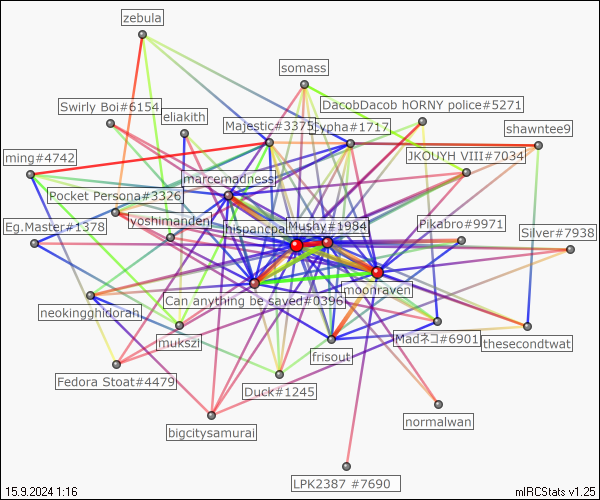 zebula
somass
Swirly Boi#6154
DacobDacob hORNY police#5271
eliakith
Majestic#3375
cypha#1717
shawntee9
ming#4742
JKOUYH VIII#7034
marcemadness
Pocket Persona#3326
yoshimanden
hispancpa
Mushy#1984
Pikabro#9971
Eg.Master#1378
Silver#7938
moonraven
Can anything be saved#0396
neokingghidorah
mukszi
Madネコ#6901
thesecondtwat
frisout
Fedora Stoat#4479
Duck#1245
normalwan
bigcitysamurai
LPK2387 #7690
15.9.2024 1:16
mIRCStats v1.25